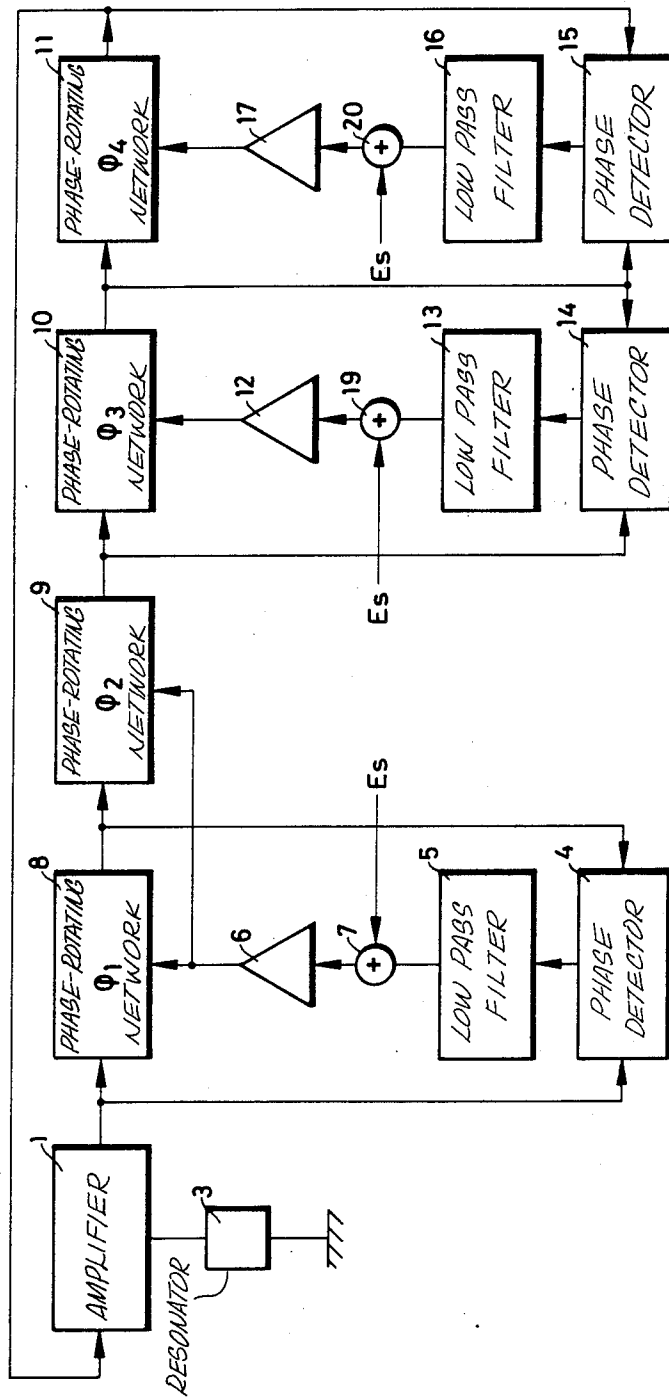 1
AMPLIFIER
3
RESONATOR
8
PHASE-ROTATING
Φ1
NETWORK
6
7
+
Es
5
LOW PASS
FILTER
4
PHASE
DETECTOR
9
PHASE-ROTATING
Φ2
NETWORK
10
PHASE-ROTATING
Φ3
NETWORK
12
19
+
Es
13
LOW PASS
FILTER
14
PHASE
DETECTOR
11
PHASE-ROTATING
Φ4
NETWORK
17
20
+
Es
16
LOW PASS
FILTER
15
PHASE
DETECTOR